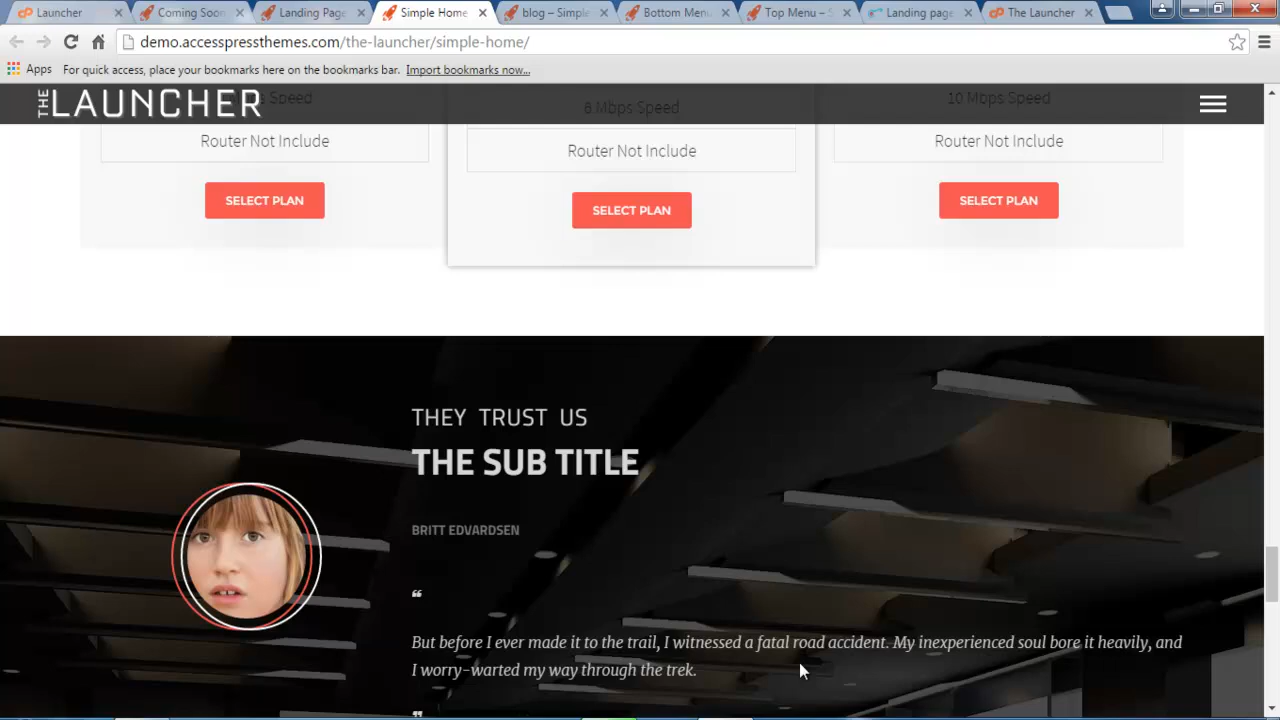 Launcher
Coming Soon
Landing Page
Simple Home
blog – Simple
Bottom Menu
Top Menu – S
Landing page
The Launcher
demo.accesspressthemes.com/the-launcher/simple-home/
Apps For quick access, place your bookmarks here on the bookmarks bar. Import bookmarks now...
THE LAUNCHER
Speed
6 Mbps Speed
10 Mbps Speed
Router Not Include
Router Not Include
Router Not Include
SELECT PLAN
SELECT PLAN
SELECT PLAN
THEY TRUST US
THE SUB TITLE
BRITT EDVARDSEN
“
But before I ever made it to the trail, I witnessed a fatal road accident. My inexperienced soul bore it heavily, and
I worry-warted my way through the trek.
”